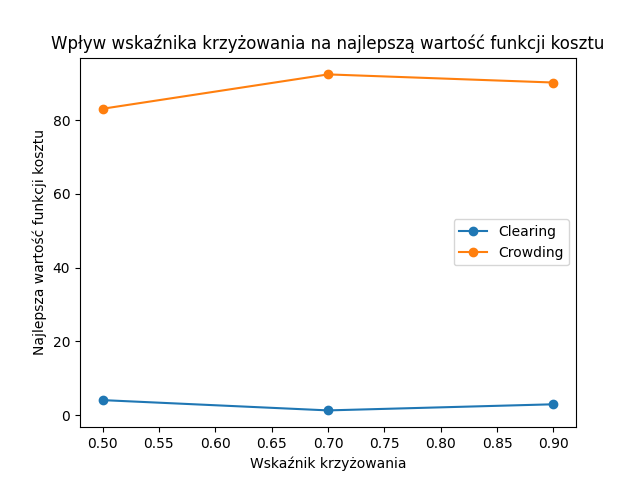 Wpływ wskaźnika krzyżowania na najlepszą wartość funkcji kosztu
Najlepsza wartość funkcji kosztu
80
60
40
20
0
Clearing
Crowding
0.50 0.55 0.60 0.65 0.70 0.75 0.80 0.85 0.90
Wskaźnik krzyżowania